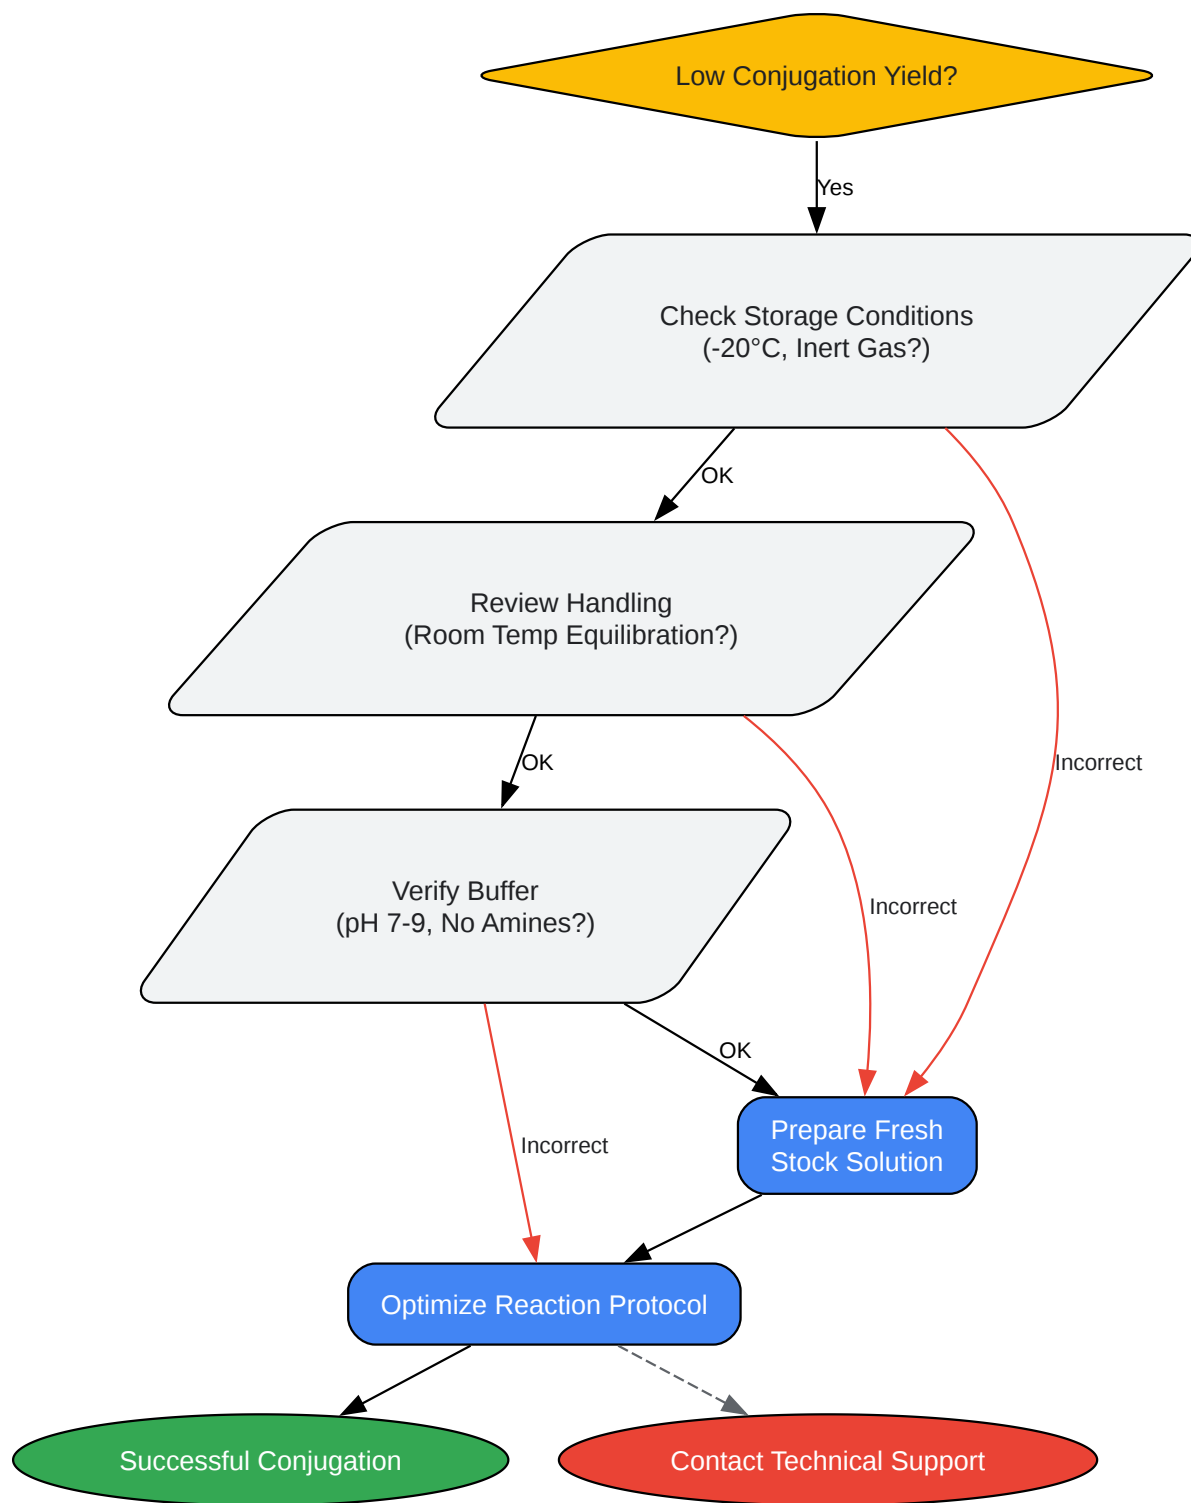 Low Conjugation Yield?
Yes
Check Storage Conditions
(-20°C, Inert Gas?)
OK
Review Handling
(Room Temp Equilibration?)
OK
Incorrect
Verify Buffer
(pH 7-9, No Amines?)
Incorrect
OK
Prepare Fresh
Stock Solution
Incorrect
Optimize Reaction Protocol
Successful Conjugation
Contact Technical Support